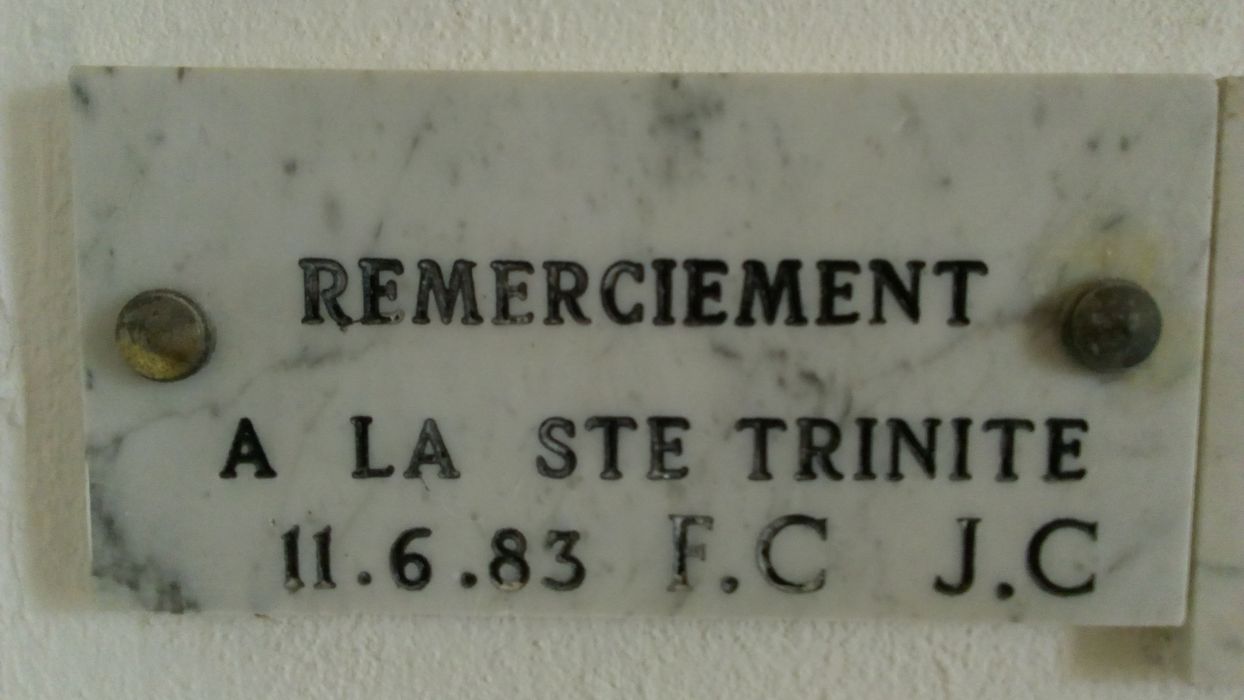 REMERCIEMENT
A LA STE TRINITE
11.6.83 F.C J.C